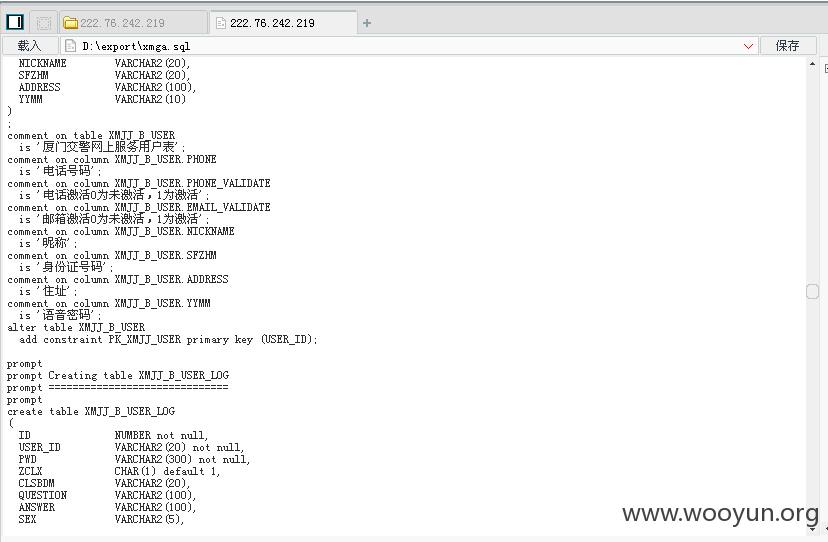 222.76.242.219
222.76.242.219
载入
D:\export\xmga.sql
保存
NICKNAME VARCHAR2(20),
SFZHM VARCHAR2(20),
ADDRESS VARCHAR2(100),
YYMM VARCHAR2(10)
)
;
comment on table XMJJ_B_USER
is '厦门交警网上服务用户表';
comment on column XMJJ_B_USER.PHONE
is '电话号码';
comment on column XMJJ_B_USER.PHONE_VALIDATE
is '电话激活0为未激活，1为激活';
comment on column XMJJ_B_USER.EMAIL_VALIDATE
is '邮箱激活0为未激活，1为激活';
comment on column XMJJ_B_USER.NICKNAME
is '昵称';
comment on column XMJJ_B_USER.SFZHM
is '身份证号码';
comment on column XMJJ_B_USER.ADDRESS
is '住址';
comment on column XMJJ_B_USER.YYMM
is '语音密码';
alter table XMJJ_B_USER
add constraint PK_XMJJ_USER primary key (USER_ID);
prompt
prompt Creating table XMJJ_B_USER_LOG
prompt ==============================
prompt
create table XMJJ_B_USER_LOG
(
ID NUMBER not null,
USER_ID VARCHAR2(20) not null,
PWD VARCHAR2(300) not null,
ZCLX CHAR(1) default 1,
CLSBDM VARCHAR2(20),
QUESTION VARCHAR2(100),
ANSWER VARCHAR2(100),
SEX VARCHAR2(5),
www.wooyun.org